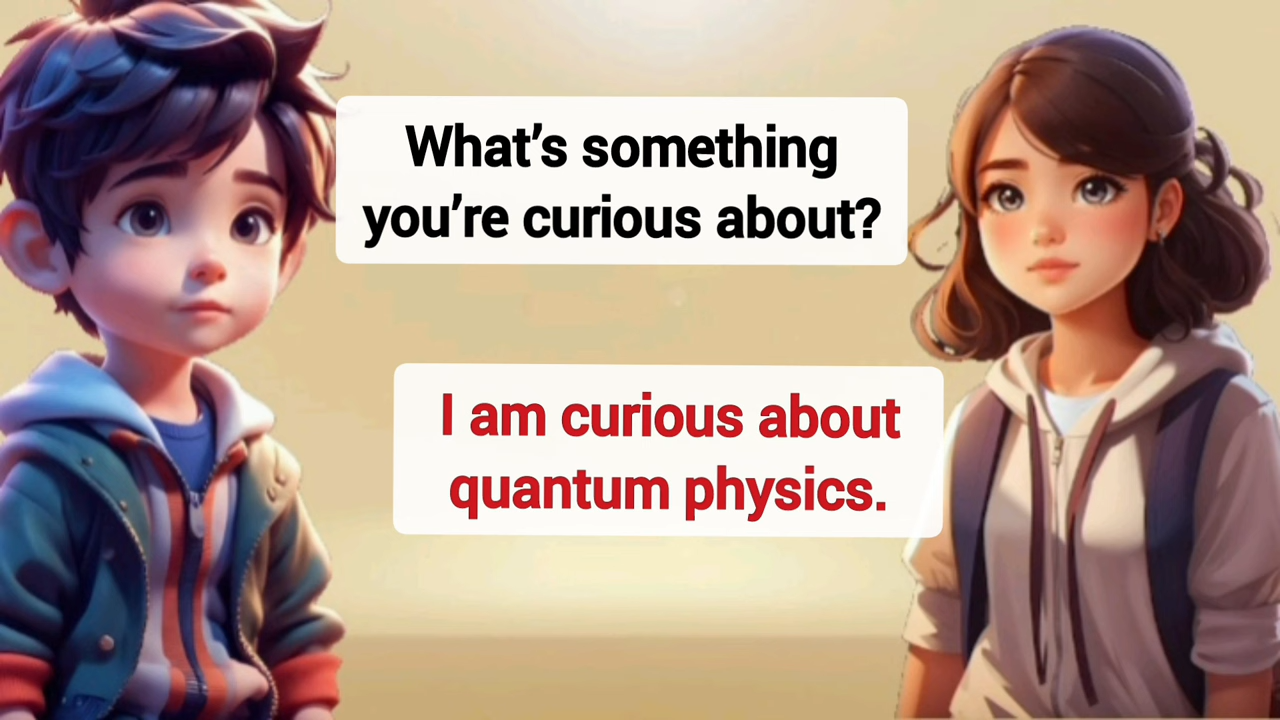 What’s something
you’re curious about?
I am curious about
quantum physics.